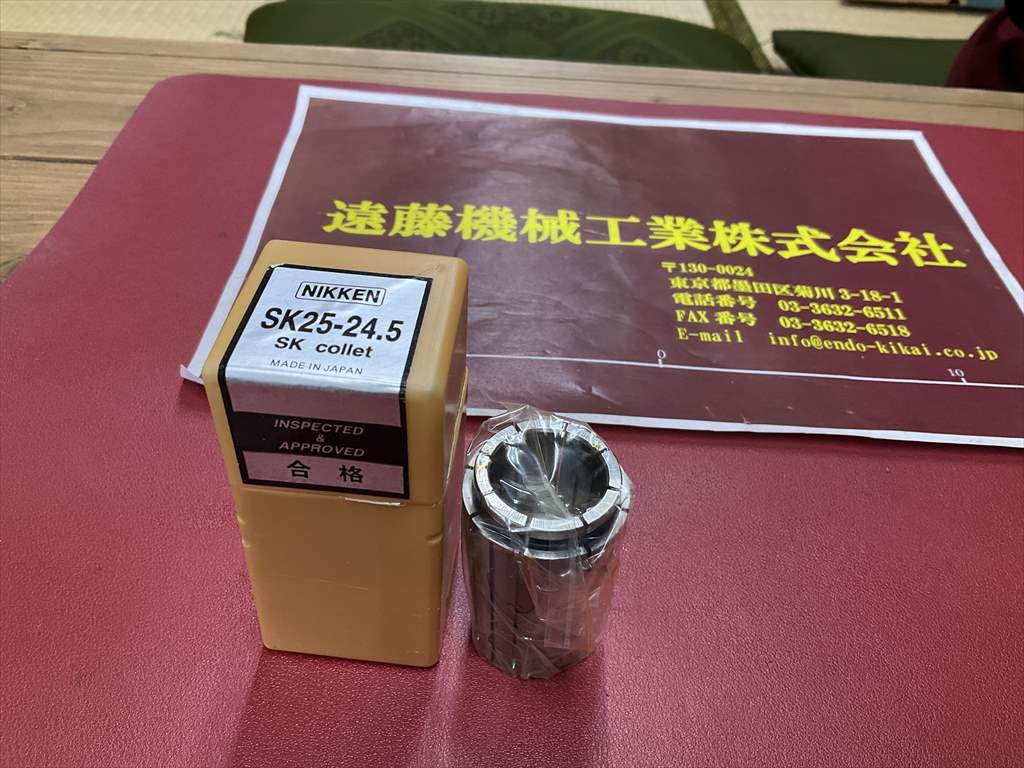 遠藤機械工業株式会社
〒130-0024
東京都墨田区菊川3-18-1
電話番号 03-3632-6511
FAX番号 03-3632-6518
E-mail info@endo-kikai.co.jp
0
10
NIKKEN
SK25-24.5
SK collet
MADE IN JAPAN
INSPECTED
&
APPROVED
合格